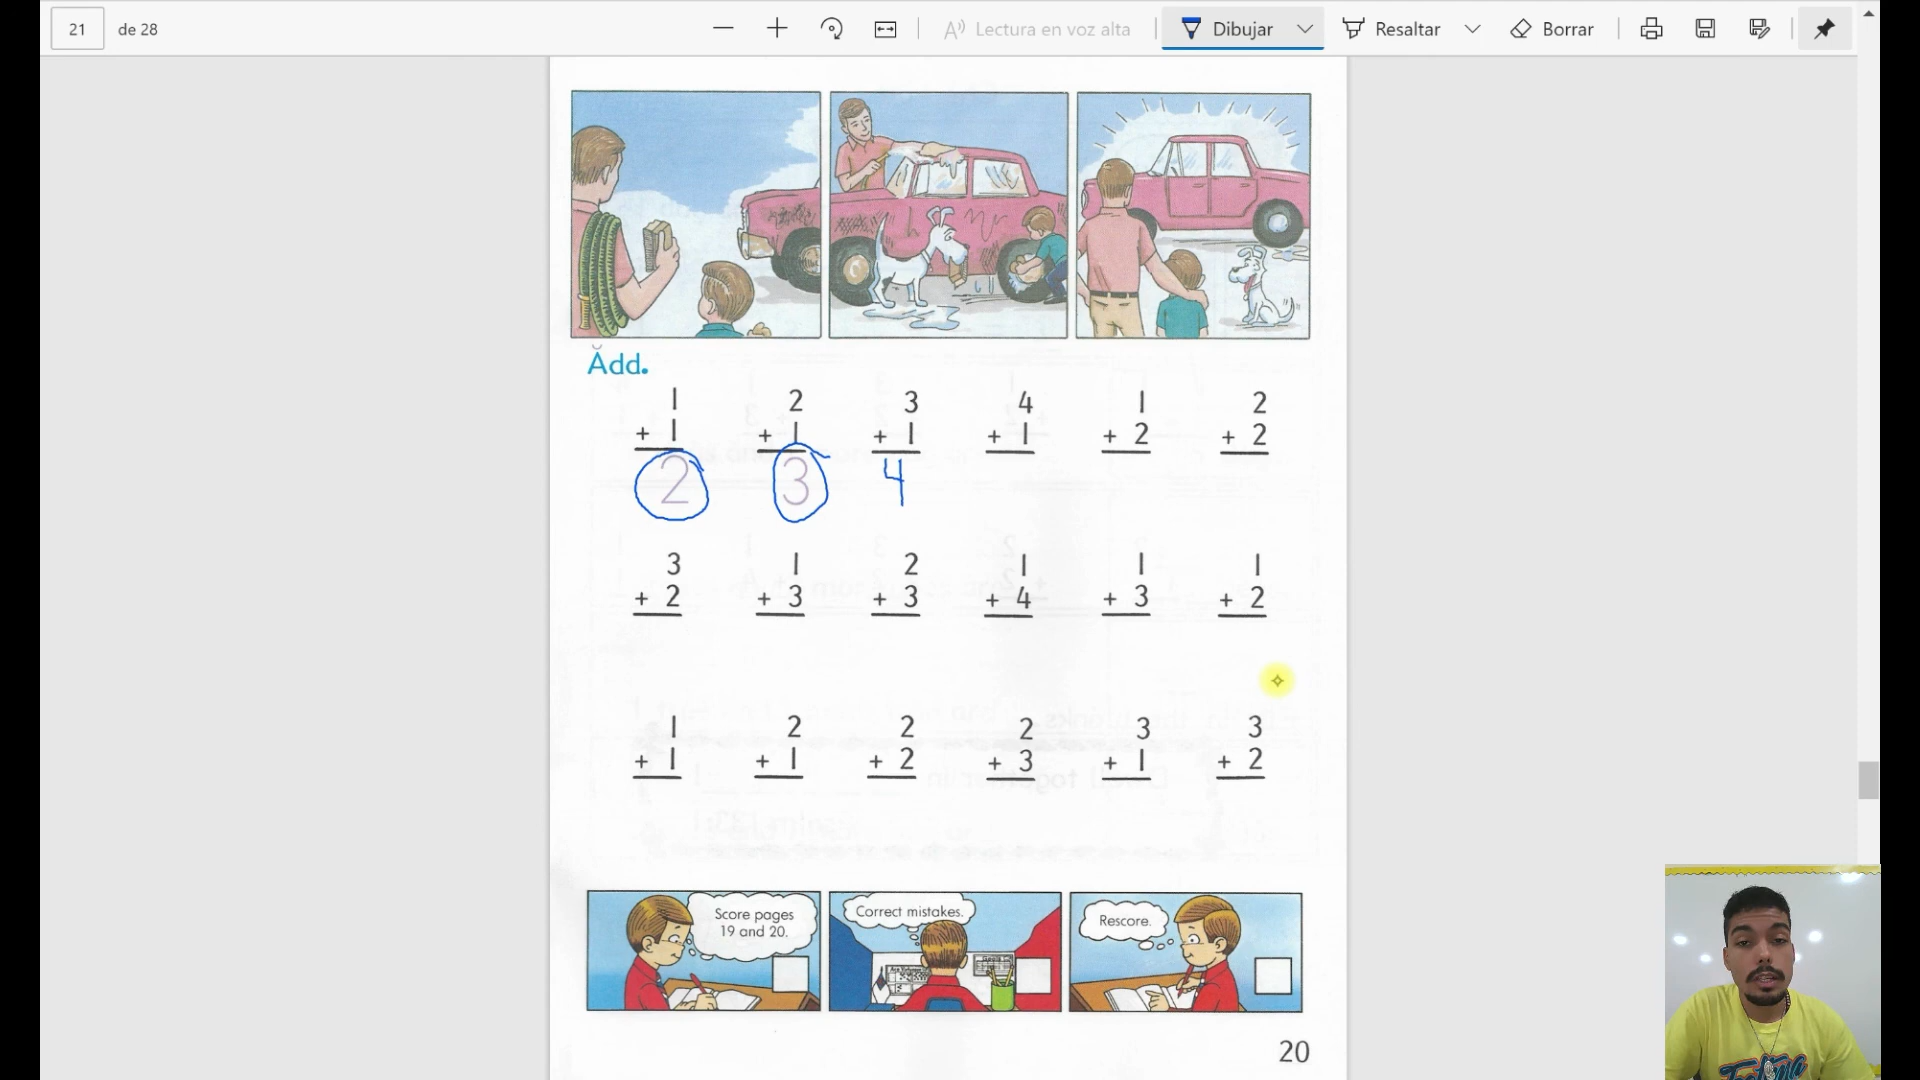 21 de 28 Lectura en voz alta Dibujar Resaltar Borrar
Ădd.
1 2 3 4 1 2
+ 1 + 1 + 1 + 1 + 2 + 2
2 3 4
3 1 2 1 1 1
+ 2 + 3 + 3 + 4 + 3 + 2
1 2 2 2 3 3
+ 1 + 1 + 2 + 3 + 1 + 2
Score pages
19 and 20.
Correct mistakes.
Rescore.
20